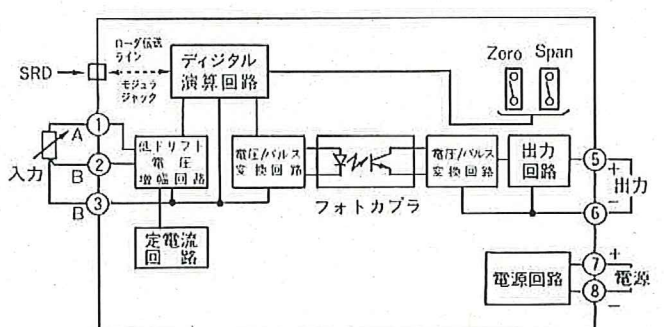 ローダ伝送
ライン
SRD
モジュラ
ジャック
ディジタル
演算回路
Zero Span
1
A
2
B
3
B
入力
低ドリフト
電圧
増幅回路
定電流
回路
電圧/パルス
変換回路
フォトカプラ
電圧/パルス
変換回路
出力
回路
5
+
出力
−
6
電源回路
7
+
電源
8
−